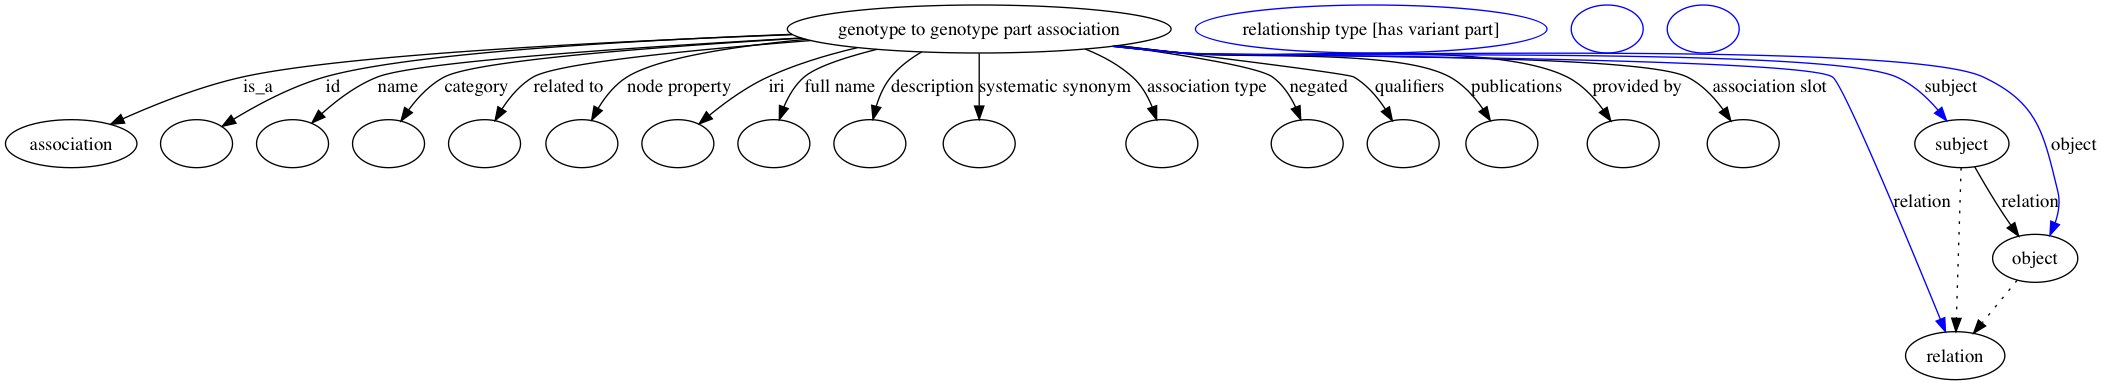 genotype to genotype part association
relationship type [has variant part]
is_a
id
name
category
related to
node property
iri
full name
description
systematic synonym
association type
negated
qualifiers
publications
provided by
association slot
subject
association
subject
object
relation
relation
object
relation